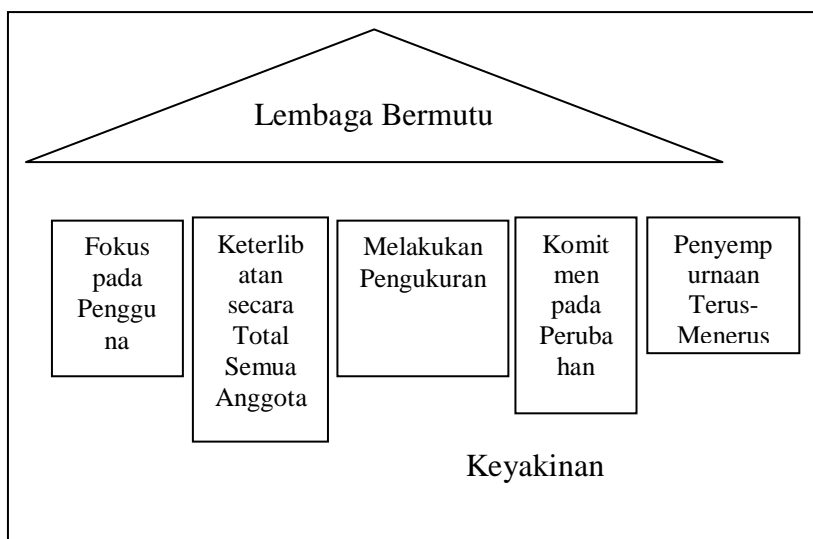 Lembaga Bermutu
Fokus
pada
Penggu
na
Keterlib
atan
secara
Total
Semua
Anggota
Melakukan
Pengukuran
Komit
men
pada
Peruba
han
Penyemp
urnaan
Terus-
Menerus
Keyakinan